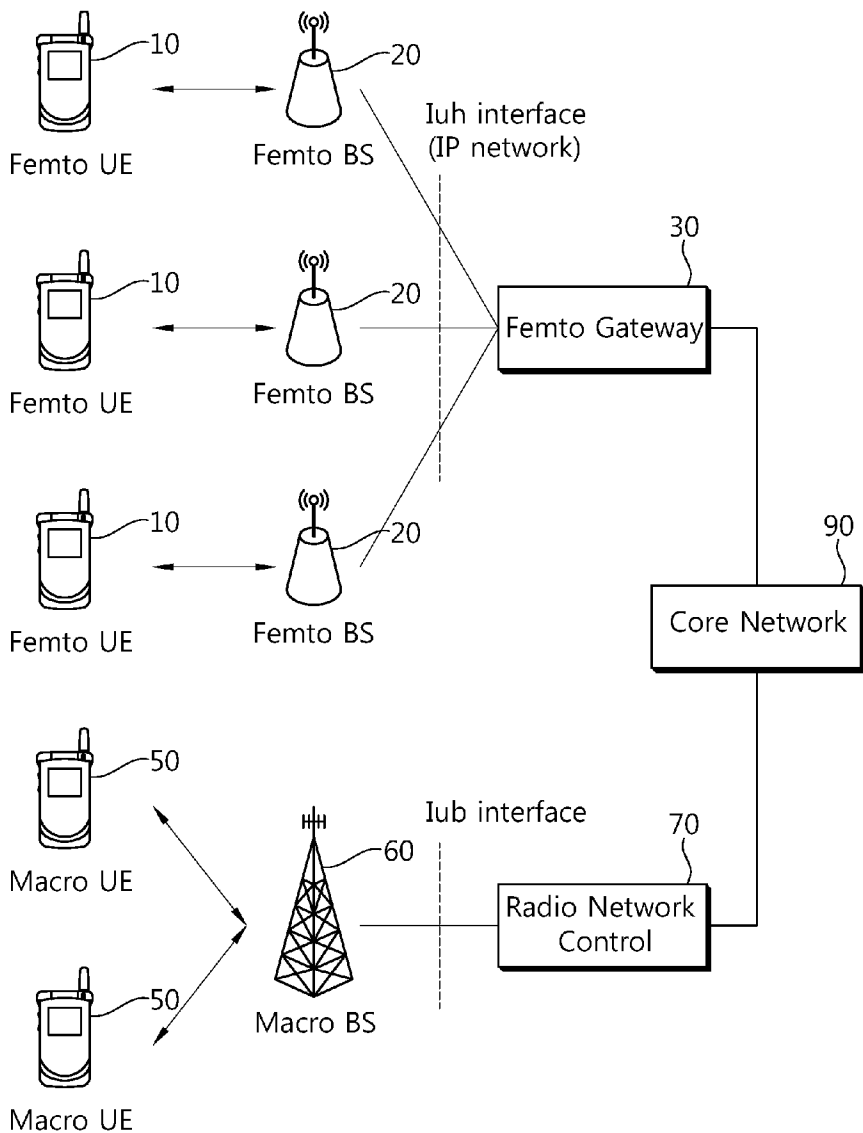 10
20
Femto UE
Femto BS
Iuh interface
(IP network)
10
20
30
Femto Gateway
Femto UE
Femto BS
10
20
Femto UE
Femto BS
90
Core Network
50
Macro UE
60
Iub interface
70
Radio Network
Control
50
Macro BS
Macro UE